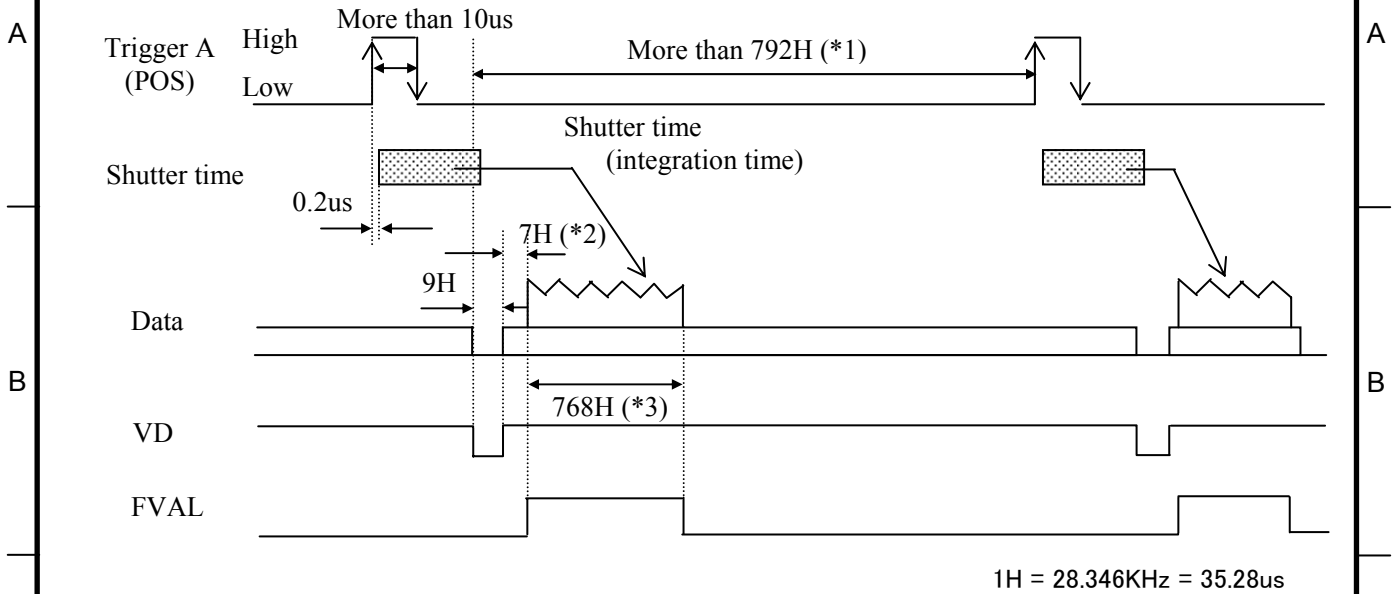 A
A
More than 10us
Trigger A
(POS)
High
Low
More than 792H (*1)
Shutter time
(integration time)
Shutter time
0.2us
7H (*2)
9H
Data
B
B
768H (*3)
VD
FVAL
1H = 28.346KHz = 35.28us